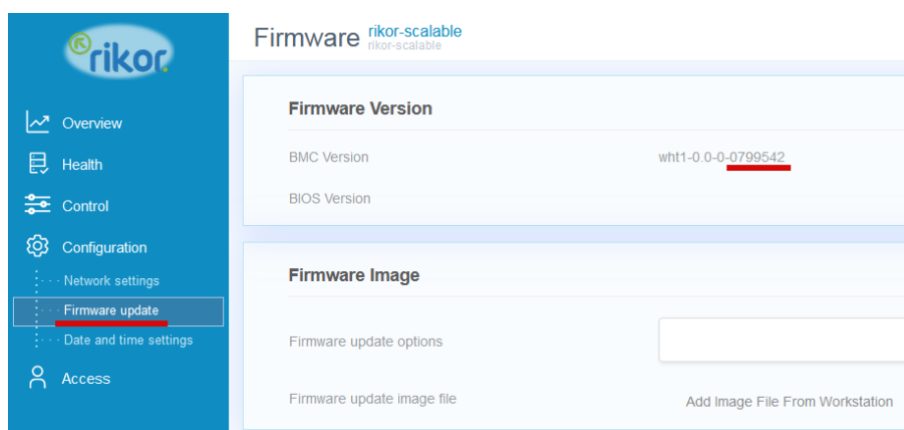 rikor
Overview
Health
Control
Configuration
Network settings
Firmware update
Date and time settings
Access
Firmware rikor-scalable
rikor-scalable
Firmware Version
BMC Version wht1-0.0-0-0799542
BIOS Version
Firmware Image
Firmware update options
Firmware update image file Add Image File From Workstation